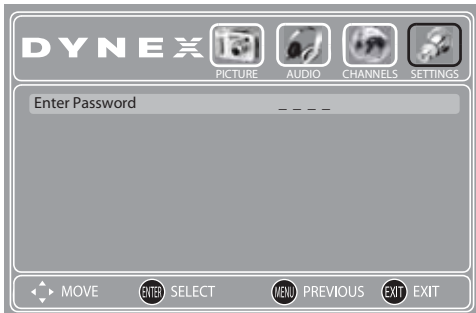 DYNEX
PICTURE AUDIO CHANNELS SETTINGS
Enter Password _ _ _ _
MOVE ENTER SELECT MENU PREVIOUS EXIT EXIT